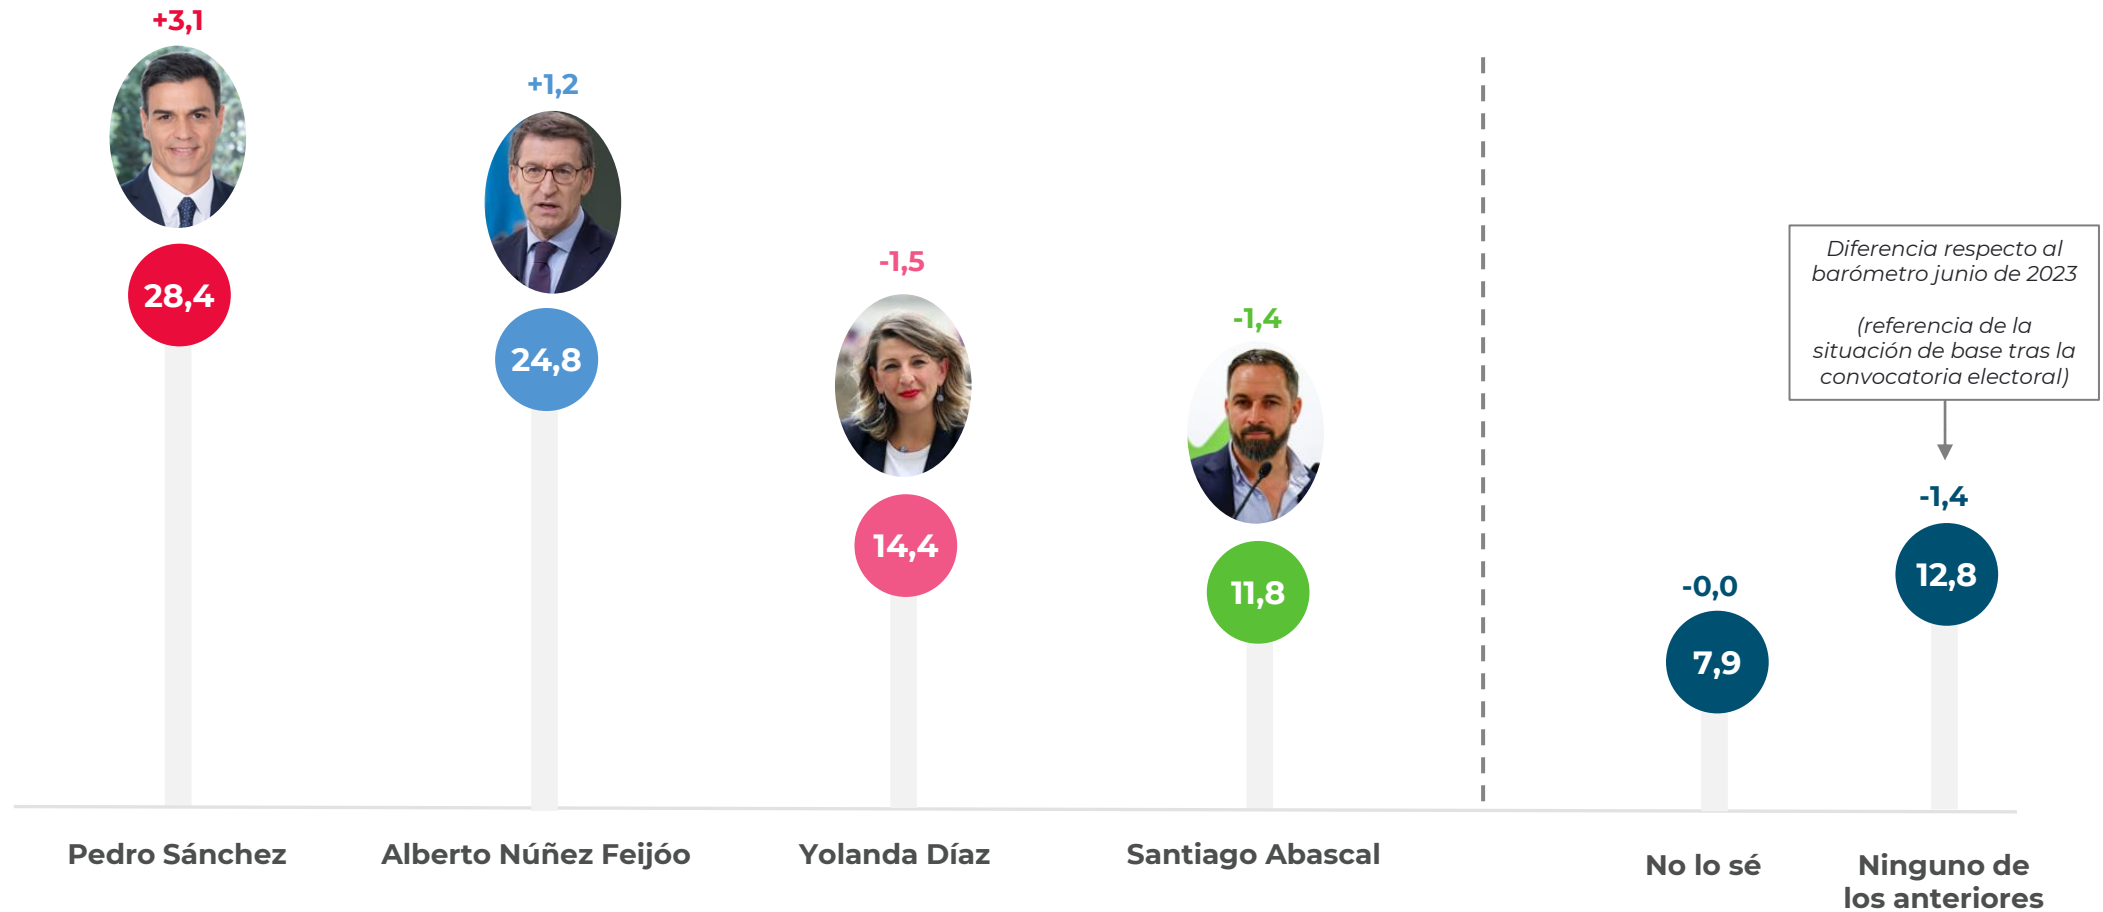 +3,1
28,4
Pedro Sánchez
+1,2
24,8
Alberto Núñez Feijóo
-1,5
14,4
Yolanda Díaz
-1,4
11,8
Santiago Abascal
-0,0
7,9
No lo sé
Diferencia respecto al
barómetro junio de 2023
(referencia de la
situación de base tras la
convocatoria electoral)
-1,4
12,8
Ninguno de
los anteriores